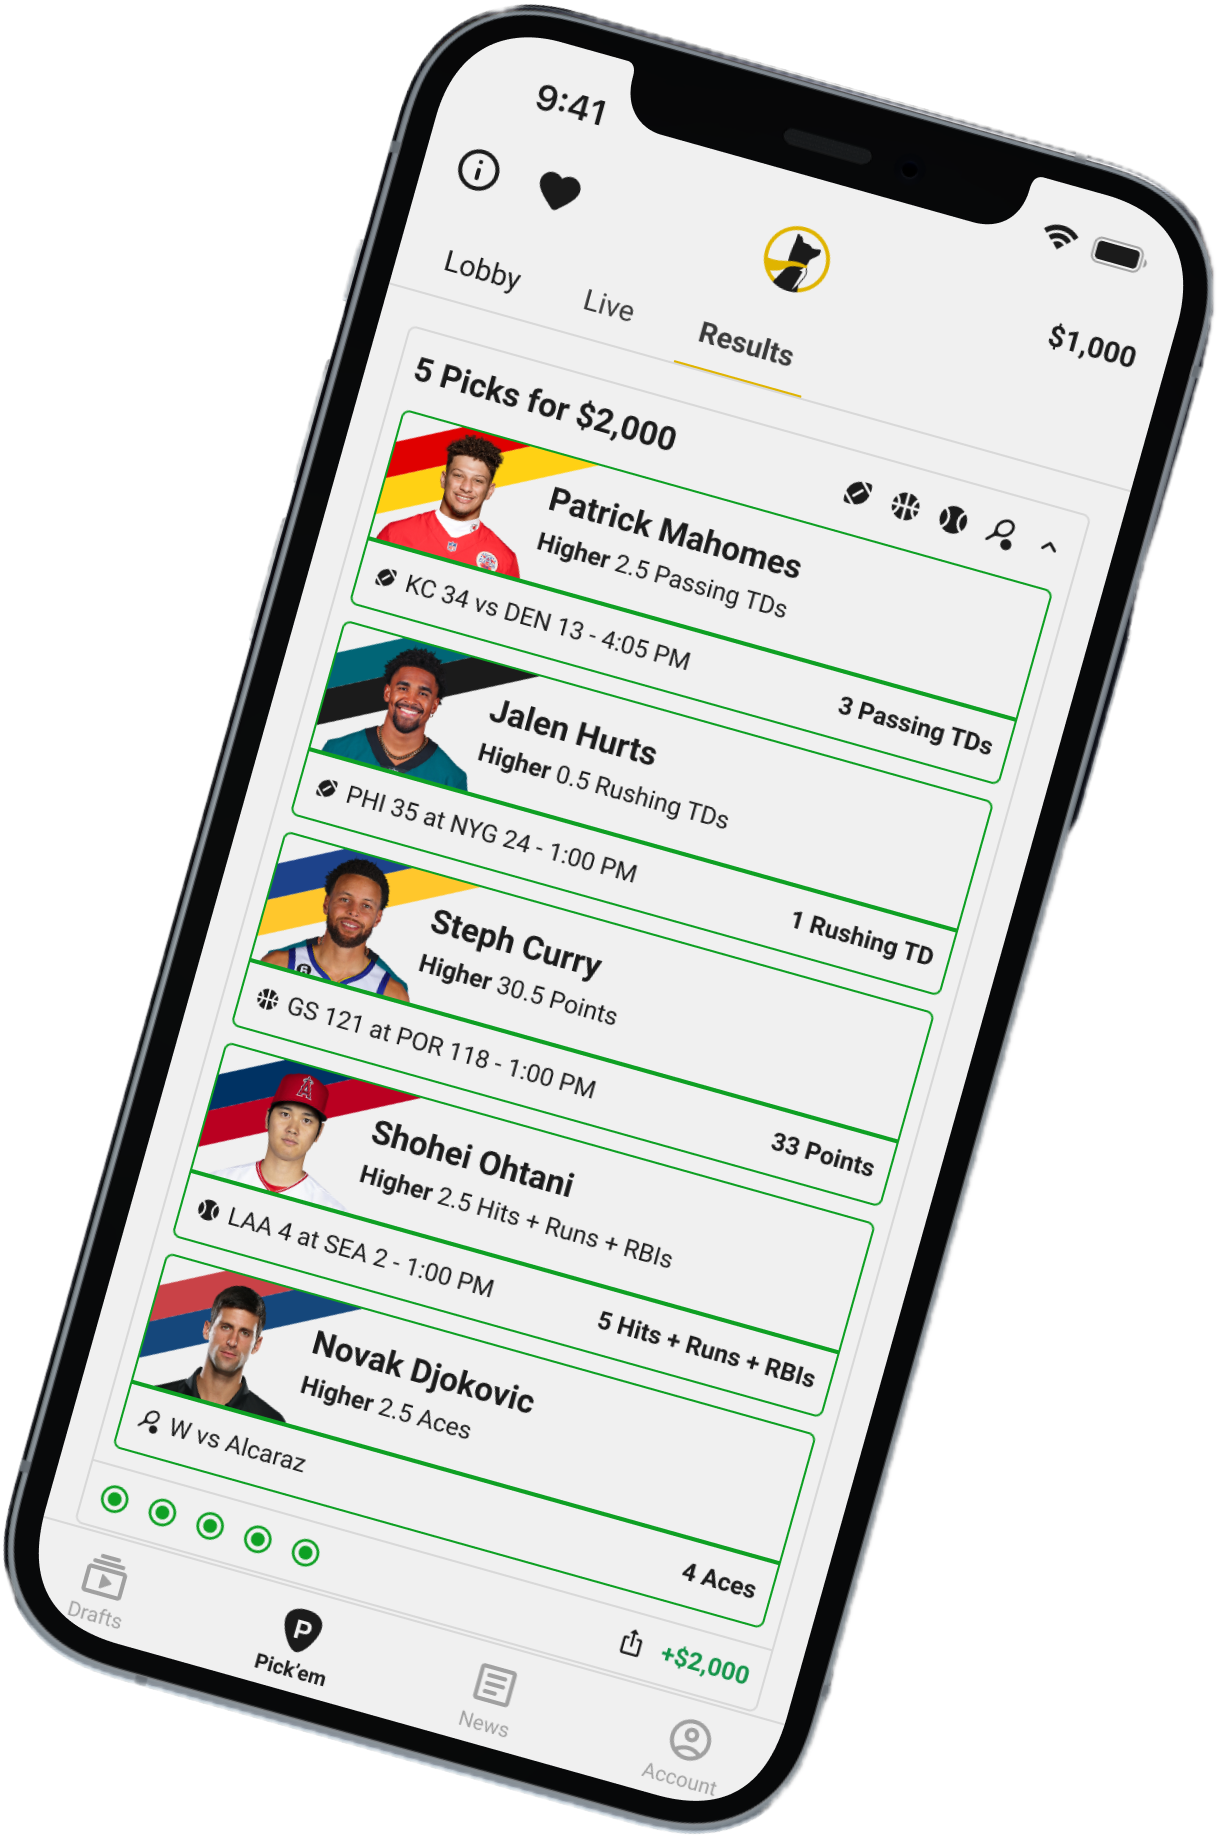 9:41
Lobby
Live
Results
$1,000
5 Picks for $2,000
Patrick Mahomes
Higher 2.5 Passing TDs
KC 34 vs DEN 13 - 4:05 PM
3 Passing TDs
Jalen Hurts
Higher 0.5 Rushing TDs
PHI 35 at NYG 24 - 1:00 PM
1 Rushing TD
Steph Curry
Higher 30.5 Points
GS 121 at POR 118 - 1:00 PM
33 Points
Shohei Ohtani
Higher 2.5 Hits + Runs + RBIs
LAA 4 at SEA 2 - 1:00 PM
5 Hits + Runs + RBIs
Novak Djokovic
Higher 2.5 Aces
W vs Alcaraz
4 Aces
+$2,000
Drafts
P
Pick'em
News
Account